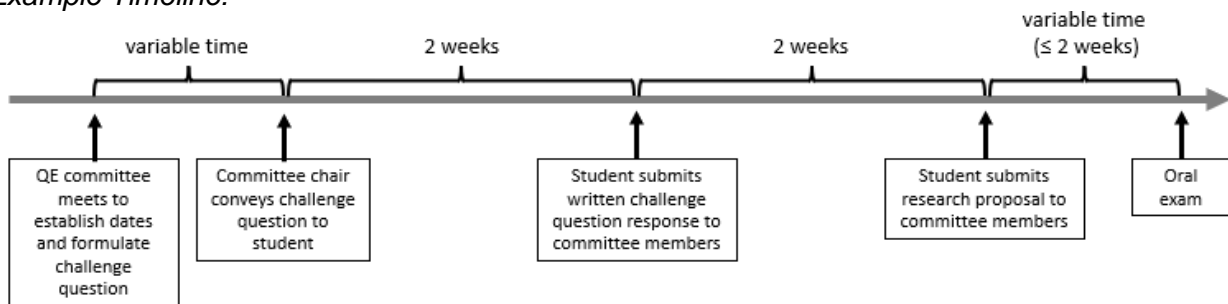 Example Timeline:
variable time
2 weeks
2 weeks
variable time
(≤ 2 weeks)
QE committee
meets to
establish dates
and formulate
challenge
question
Committee chair
conveys challenge
question to
student
Student submits
written challenge
question response to
committee members
Student submits
research proposal to
committee members
Oral
exam